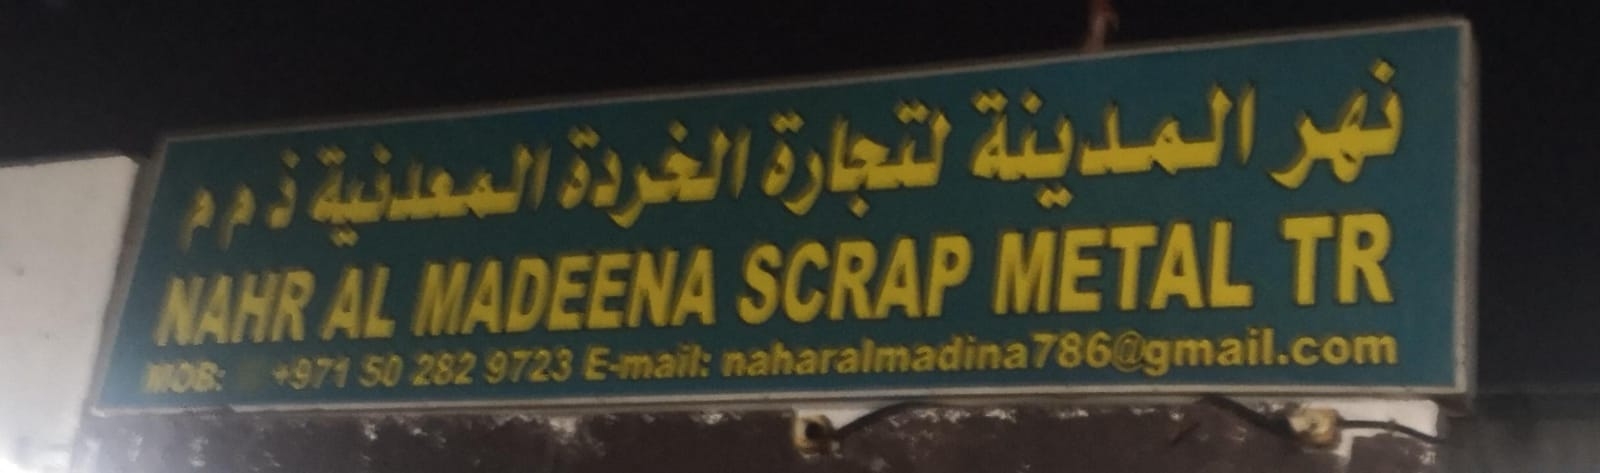 نهر المدينة لتجارة الخردة المعدنية ذ م م
NAHR AL MADEENA SCRAP METAL TR
MOB: +971 50 282 9723 E-mail: naharalmadina786@gmail.com